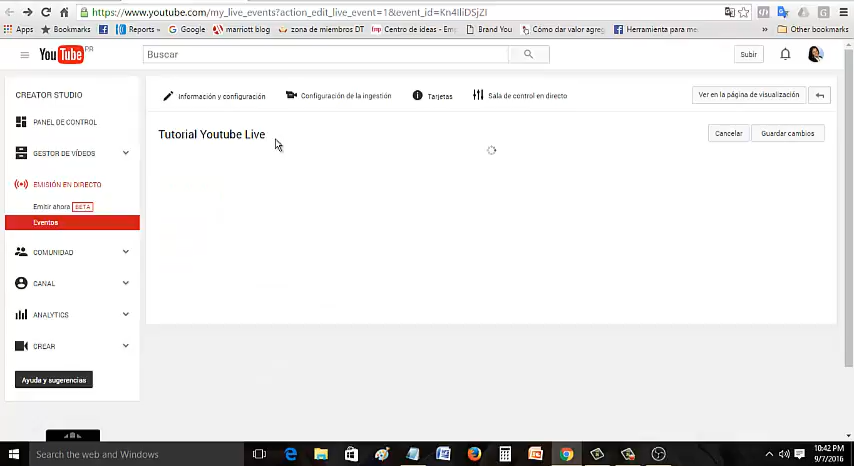 https://www.youtube.com/my_live_events?action_edit_live_event=1&event_id=Kn4IliDSjZI
Apps Bookmarks Reports Google marriott blog zona de miembros DT Centro de ideas - Emp Brand You Cómo dar valor agreg Herramienta para me » Other bookmarks
YouTube PR Buscar Subir
CREATOR STUDIO
Información y configuración Configuración de la ingestión Tarjetas Sala de control en directo Ver en la página de visualización
PANEL DE CONTROL
Tutorial Youtube Live Cancelar Guardar cambios
GESTOR DE VÍDEOS
EMISIÓN EN DIRECTO
Emitir ahora BETA
Eventos
COMUNIDAD
CANAL
ANALYTICS
CREAR
Ayuda y sugerencias
Search the web and Windows
10:42 PM
9/7/2016